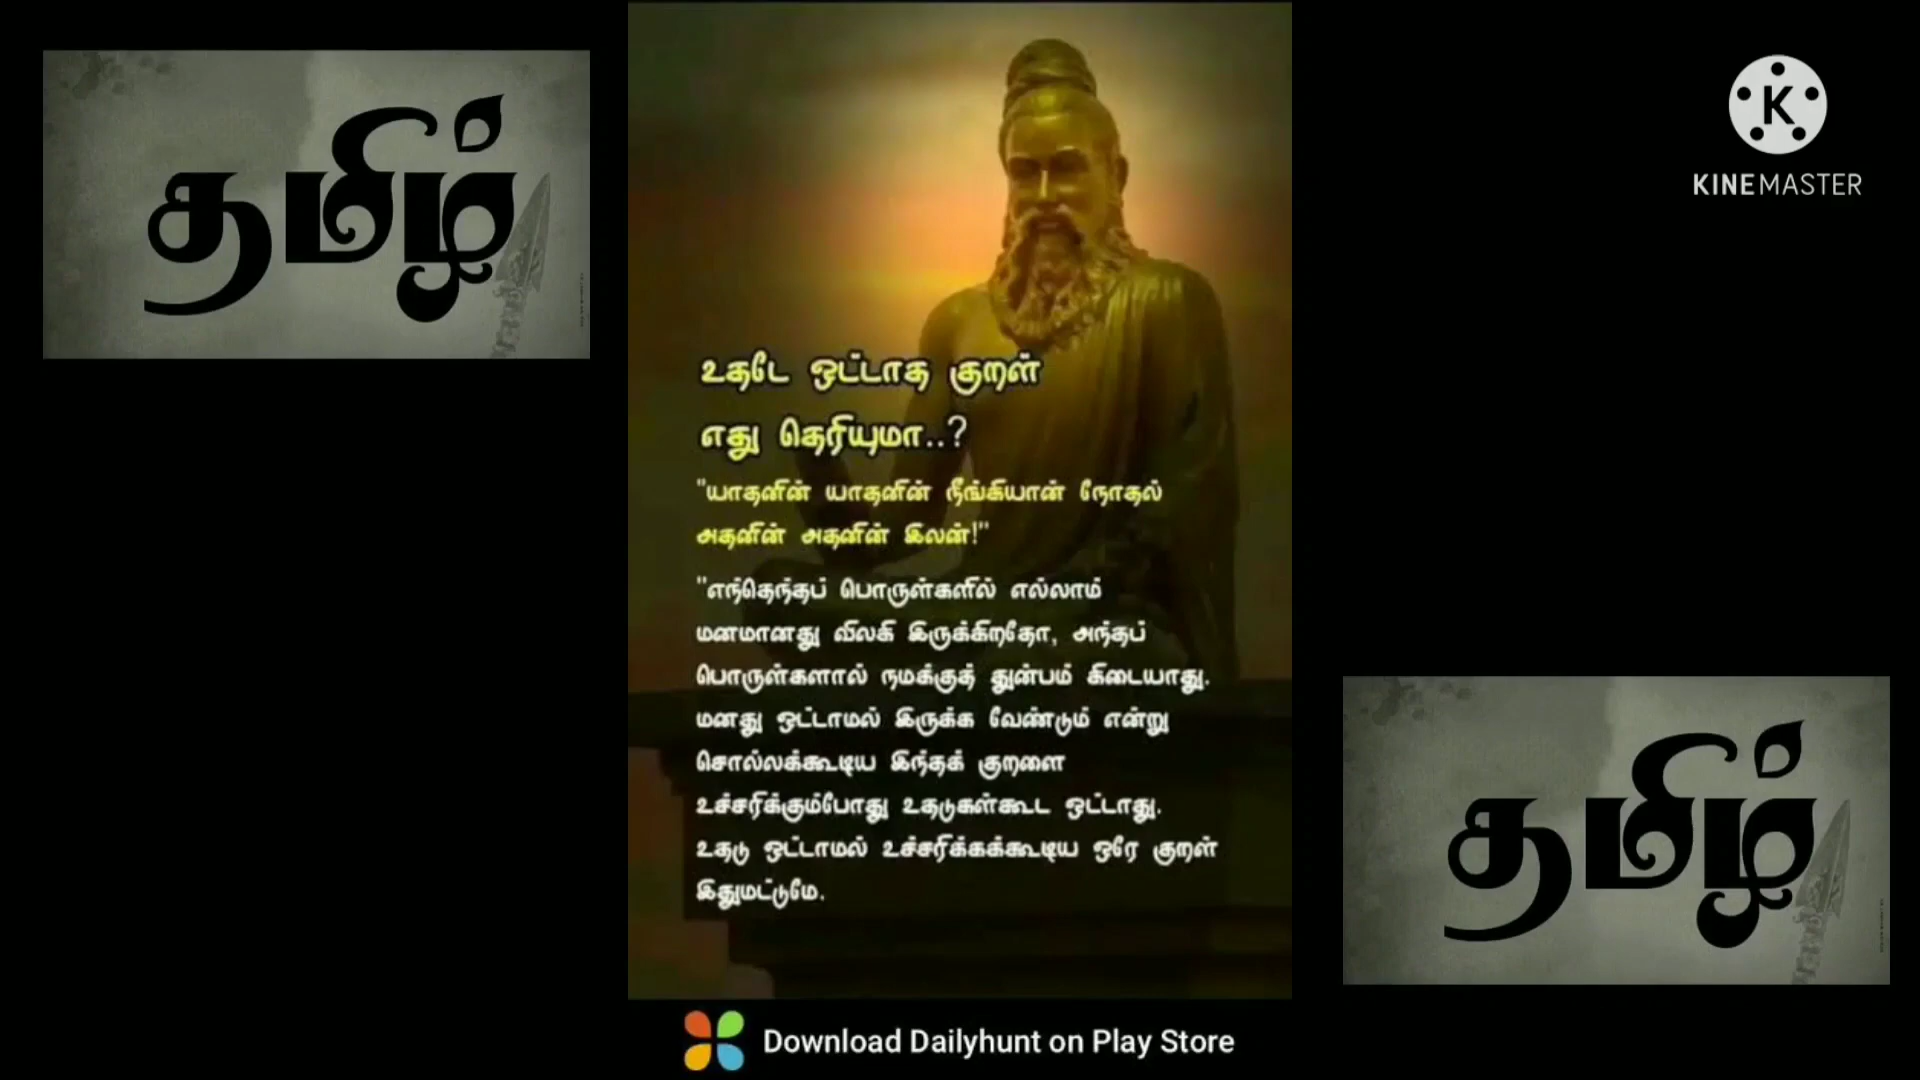 தமிழ்
K
KINEMASTER
உதடே ஒட்டாத குறள்
எது தெரியுமா..?
"யாதனின் யாதனின் நீங்கியான் நோதல்
அதனின் அதனின் இலன்!"
"எந்தெந்தப் பொருள்களில் எல்லாம்
மனமானது விலகி இருக்கிறதோ, அந்தப்
பொருள்களால் நமக்குத் துன்பம் கிடையாது.
மனது ஒட்டாமல் இருக்க வேண்டும் என்று
சொல்லக்கூடிய இந்தக் குறளை
உச்சரிக்கும்போது உதடுகள்கூட ஒட்டாது.
உதடு ஒட்டாமல் உச்சரிக்கக்கூடிய ஒரே குறள்
இதுமட்டுமே.
தமிழ்
Download Dailyhunt on Play Store